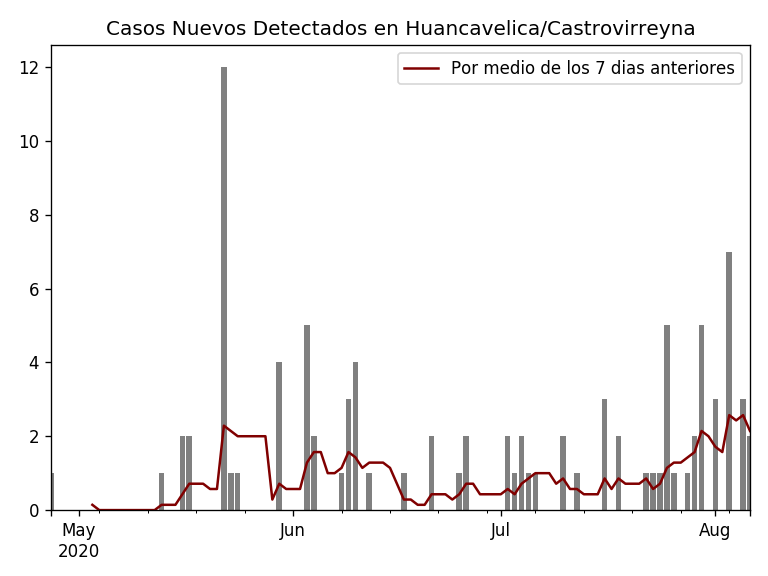 Casos Nuevos Detectados en Huancavelica/Castrovirreyna
Por medio de los 7 dias anteriores
12
10
8
6
4
2
0
May
2020
Jun
Jul
Aug